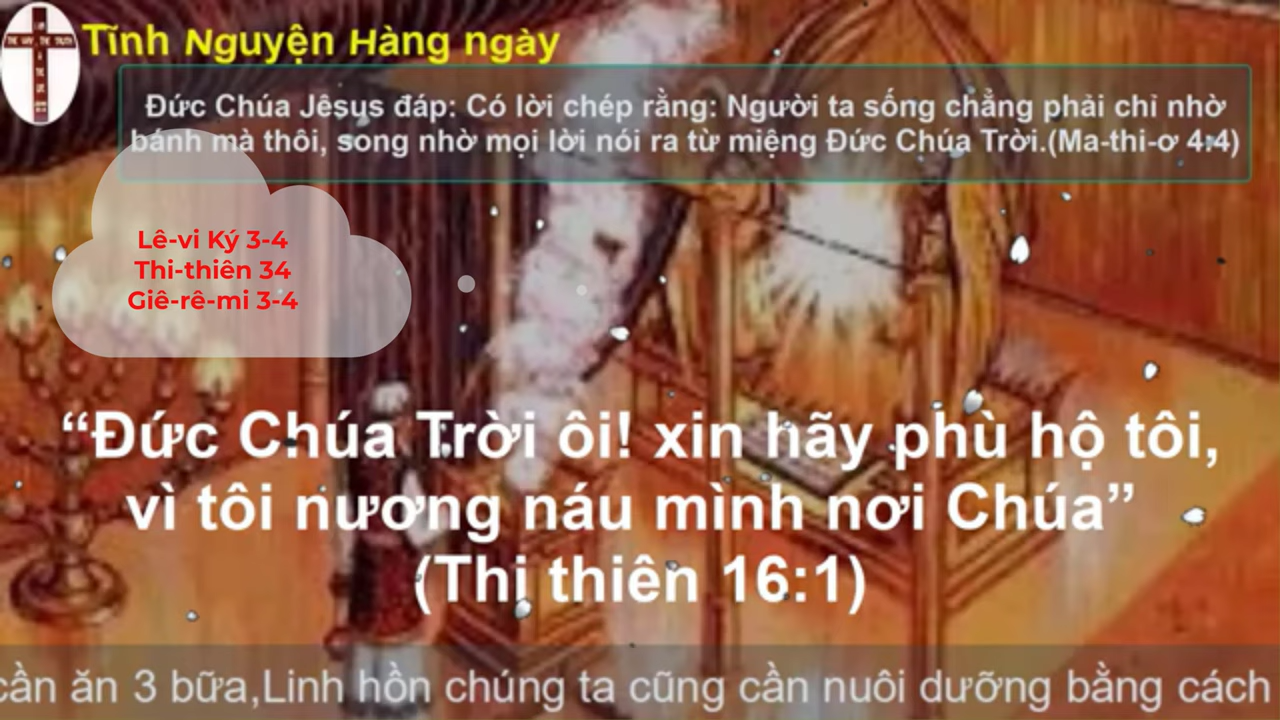 Tĩnh Nguyện Hàng ngày
Đức Chúa Jêsus đáp: Có lời chép rằng: Người ta sống chẳng phải chỉ nhờ
bánh mà thôi, song nhờ mọi lời nói ra từ miệng Đức Chúa Trời.(Ma-thi-ơ 4:4)
Lê-vi Ký 3-4
Thi-thiên 34
Giê-rê-mi 3-4
“Đức Chúa Trời ôi! xin hãy phù hộ tôi,
vì tôi nương náu mình nơi Chúa”
(Thi thiên 16:1)
cần ăn 3 bữa,Linh hồn chúng ta cũng cần nuôi dưỡng bằng cách